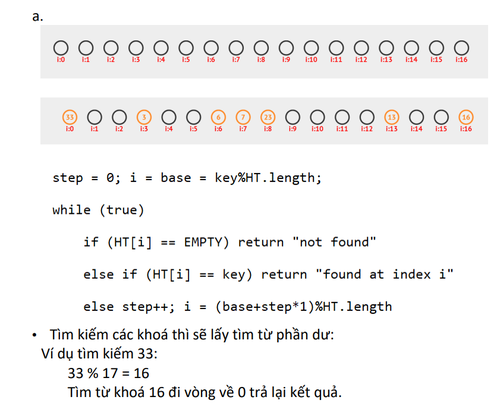 a.
i:0 i:1 i:2 i:3 i:4 i:5 i:6 i:7 i:8 i:9 i:10 i:11 i:12 i:13 i:14 i:15 i:16
33 3 6 7 23 13 16
i:0 i:1 i:2 i:3 i:4 i:5 i:6 i:7 i:8 i:9 i:10 i:11 i:12 i:13 i:14 i:15 i:16
step = 0; i = base = key%HT.length;
while (true)
if (HT[i] == EMPTY) return "not found"
else if (HT[i] == key) return "found at index i"
else step++; i = (base+step*1)%HT.length
• Tìm kiếm các khoá thì sẽ lấy tìm từ phần dư:
Ví dụ tìm kiếm 33:
33 % 17 = 16
Tìm từ khoá 16 đi vòng về 0 trả lại kết quả.